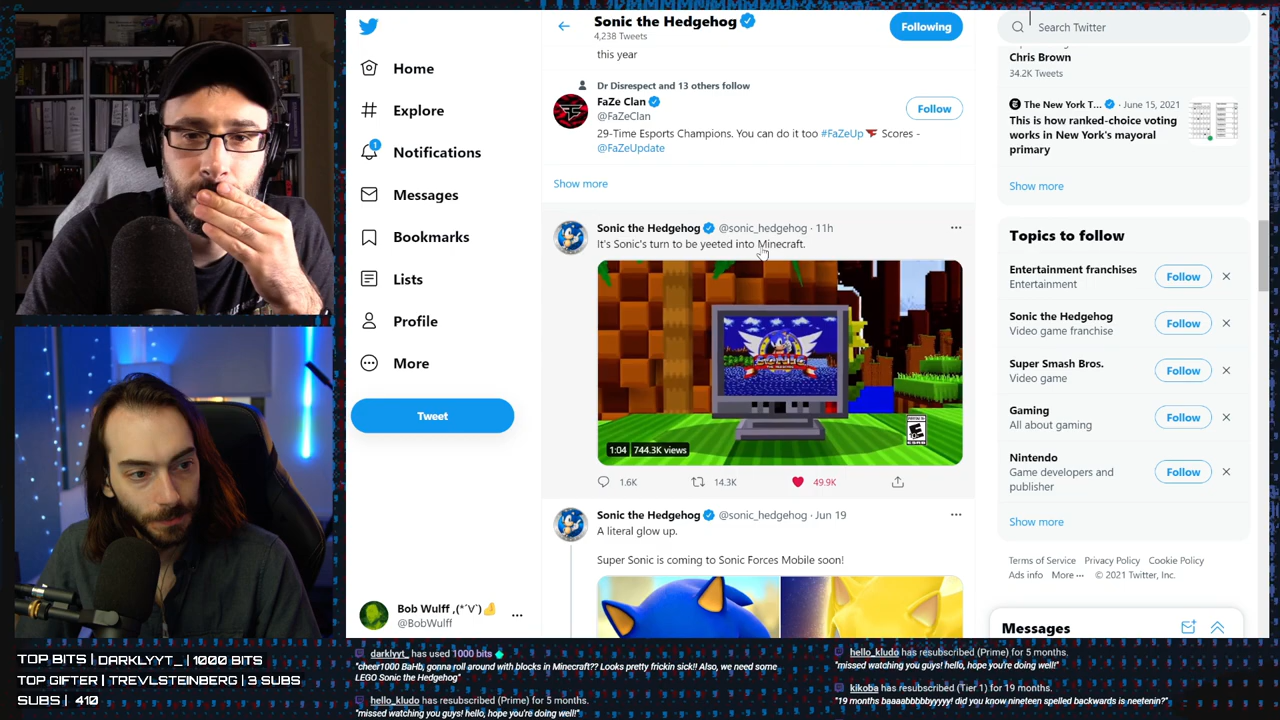 Home
Explore
1
Notifications
Messages
Bookmarks
Lists
Profile
More
Tweet
Bob Wulff ,(*´V`)
@BobWulff
Sonic the Hedgehog
4,238 Tweets
Following
this year
Dr Disrespect and 13 others follow
FaZe Clan
@FaZeClan
Follow
29-Time Esports Champions. You can do it too #FaZeUp Scores -
@FaZeUpdate
Show more
Sonic the Hedgehog @sonic_hedgehog · 11h
It's Sonic's turn to be yeeted into Minecraft.
1:04 744.3K views
1.6K
14.3K
49.9K
Sonic the Hedgehog @sonic_hedgehog · Jun 19
A literal glow up.
Super Sonic is coming to Sonic Forces Mobile soon!
Search Twitter
Chris Brown
34.2K Tweets
The New York T... · June 15, 2021
This is how ranked-choice voting
works in New York's mayoral
primary
Show more
Topics to follow
Entertainment franchises
Entertainment
Follow
Sonic the Hedgehog
Video game franchise
Follow
Super Smash Bros.
Video game
Follow
Gaming
All about gaming
Follow
Nintendo
Game developers and
publisher
Follow
Show more
Terms of Service Privacy Policy Cookie Policy
Ads info More ··· © 2021 Twitter, Inc.
Messages
TOP BITS | DARKLYYT_ | 1000 BITS
TOP GIFTER | TREVLSTEINBERG | 3 SUBS
SUBS | 410
darklyyt_ has used 1000 bits
"cheer1000 BaHb, gonna roll around with blocks in Minecraft?? Looks pretty frickin sick!! Also, we need some
LEGO Sonic the Hedgehog"
hello_kludo has resubscribed (Prime) for 5 months.
"missed watching you guys! hello, hope you're doing well!"
hello_kludo has resubscribed (Prime) for 5 months.
"missed watching you guys! hello, hope you're doing well!"
kikoba has resubscribed (Tier 1) for 19 months.
"19 months baaabbbbbyyyyy! did you know nineteen spelled backwards is neetenin?"